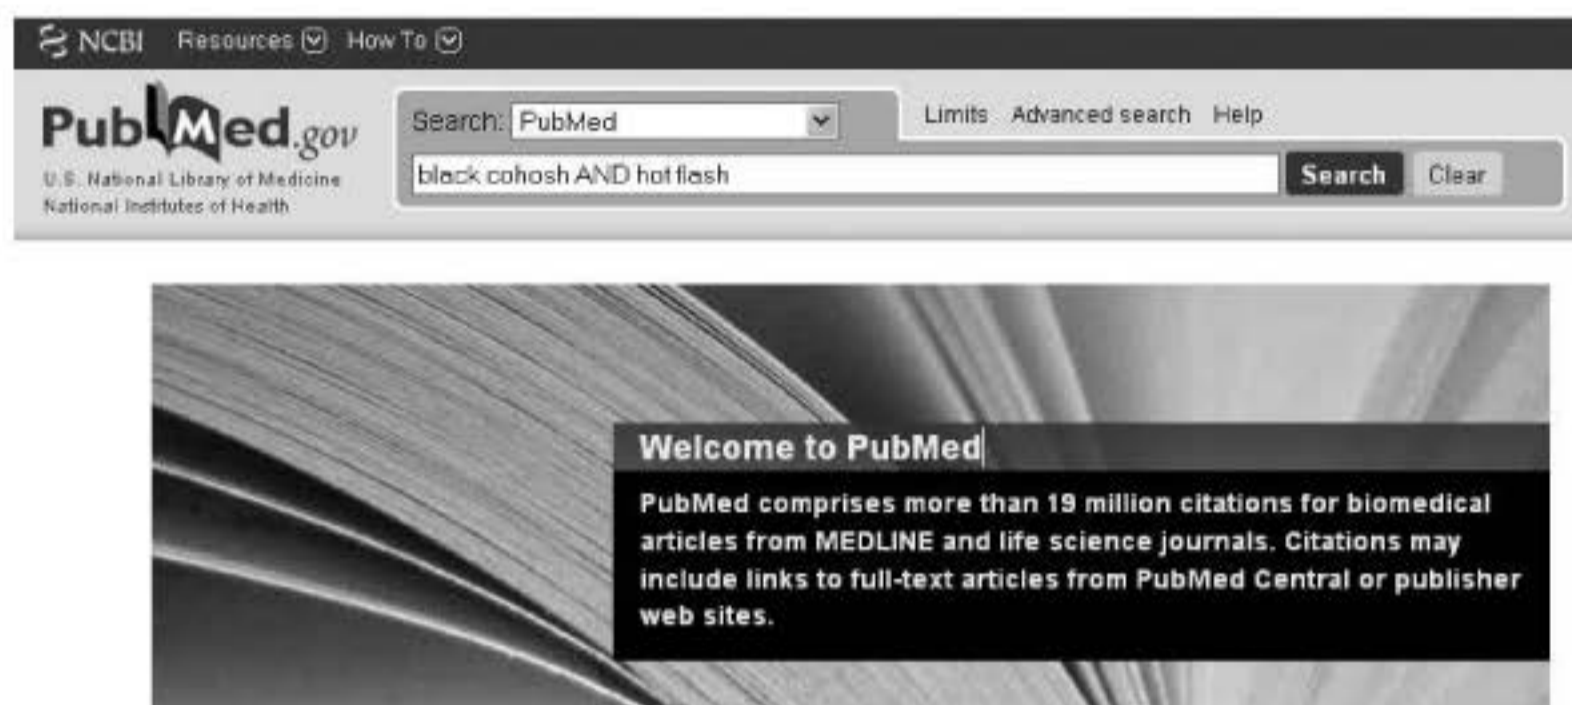 NCBI Resources How To
PubMed.gov
U.S. National Library of Medicine
National Institutes of Health
Search: PubMed
Limits Advanced search Help
black cohosh AND hot flash
Search Clear
Welcome to PubMed
PubMed comprises more than 19 million citations for biomedical
articles from MEDLINE and life science journals. Citations may
include links to full-text articles from PubMed Central or publisher
web sites.